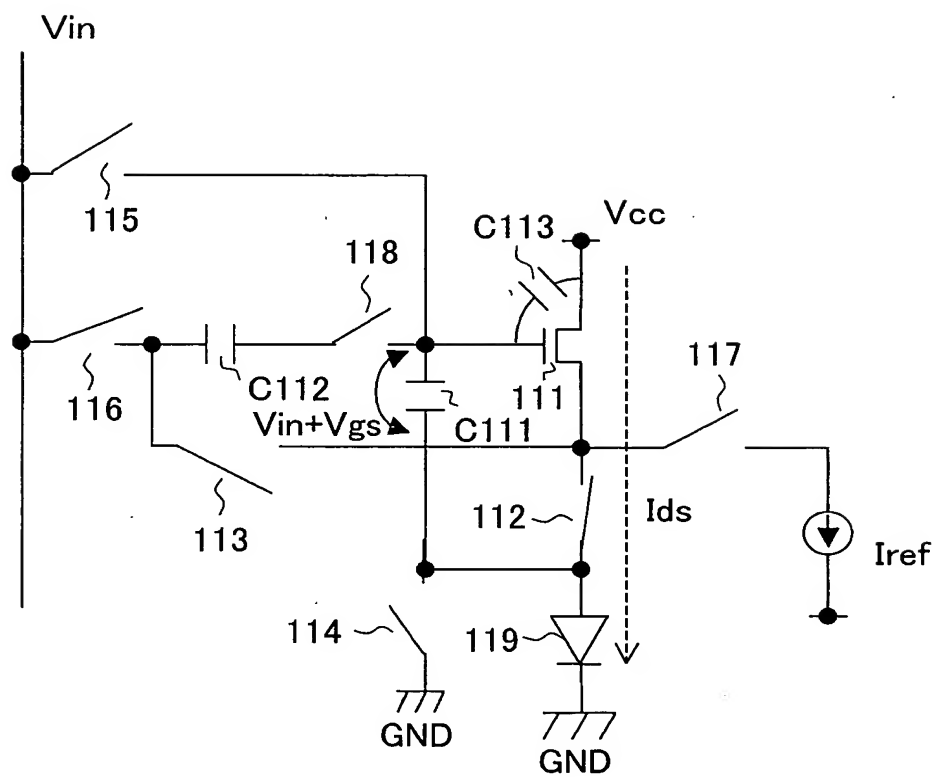 Vin
115
C113
Vcc
118
117
116
C112
111
Vin+Vgs
C111
113
112
Ids
Iref
114
119
GND
GND